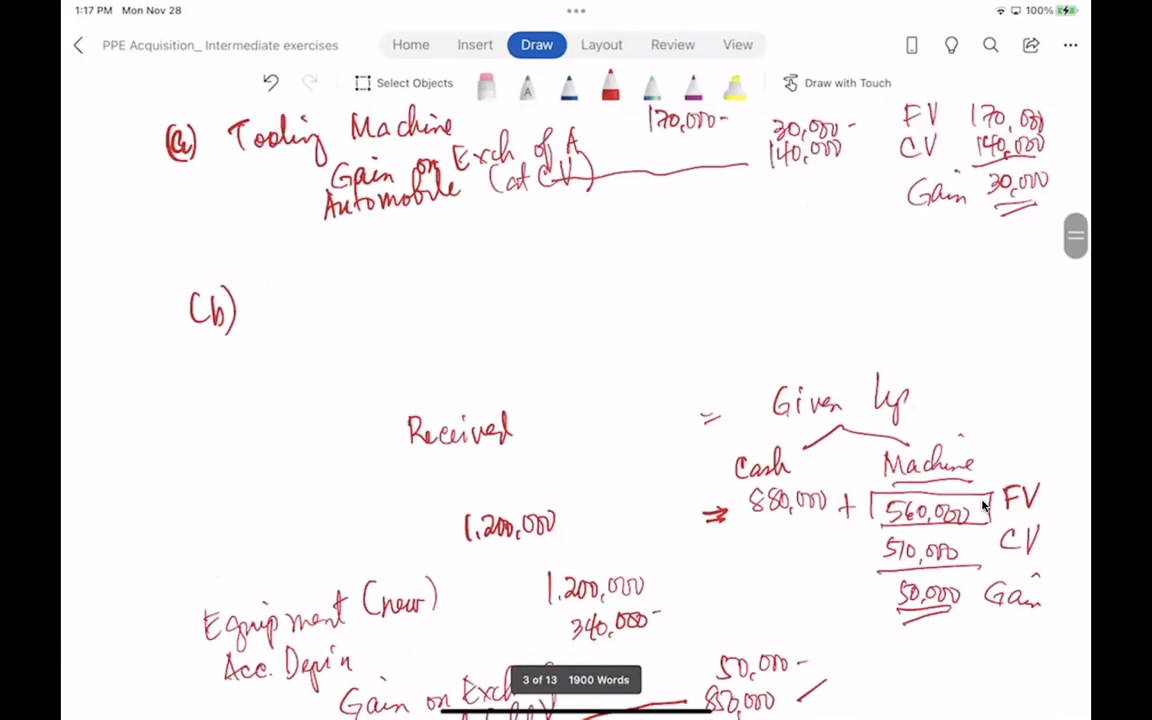 1:17 PM Mon Nov 28
100%
PPE Acquisition_ Intermediate exercises
Home Insert Draw Layout Review View
Select Objects
A
Draw with Touch
(a) Tooling Machine 170,000-
Gain on Exch of A 30,000-
Automobile (at CV) 140,000
FV 170,000
CV 140,000
Gain 30,000
(b)
Received = Given Up
Cash Machine
1,200,000 ⇒ 880,000 + 560,000 FV
510,000 CV
50,000 Gain
Equipment (new) 1,200,000
Acc. Depr'n 340,000-
Gain on Exch of 50,000-
850,000
3 of 13 1900 Words